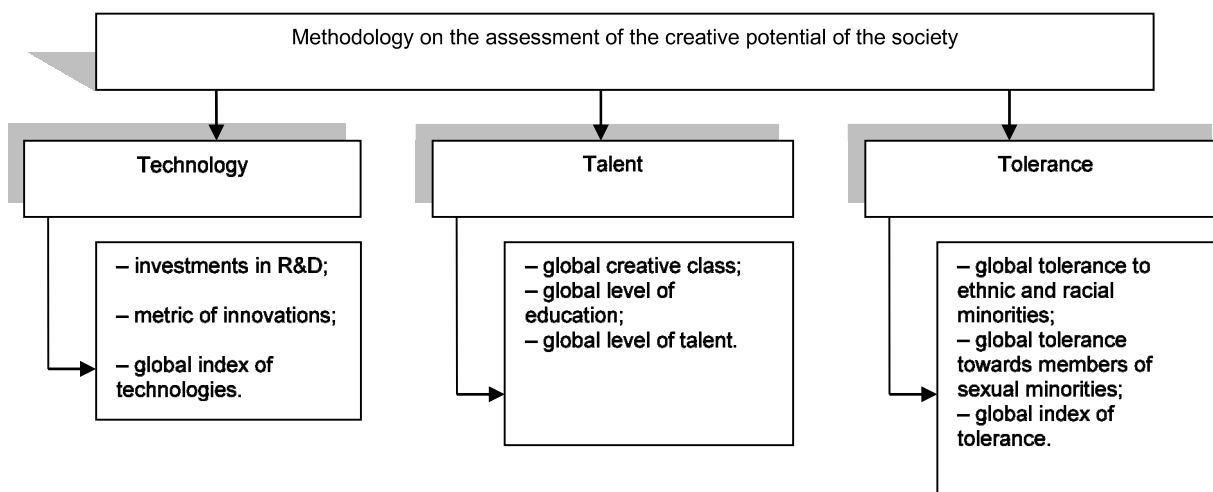 Methodology on the assessment of the creative potential of the society
Technology
– investments in R&D;
– metric of innovations;
– global index of
technologies.
Talent
– global creative class;
– global level of
education;
– global level of talent.
Tolerance
– global tolerance to
ethnic and racial
minorities;
– global tolerance
towards members of
sexual minorities;
– global index of
tolerance.